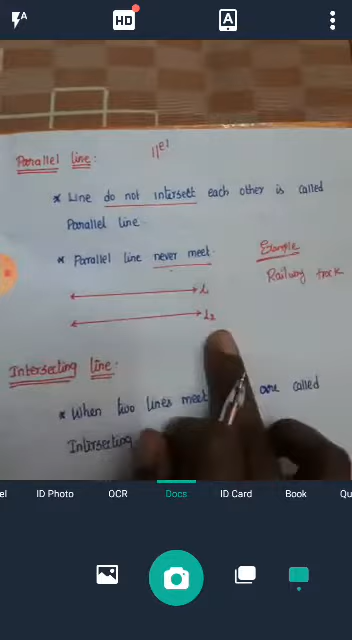 A
HD
A
Parallel line:
||el
* Line do not intersect each other is called
Parallel line.
* Parallel line never meet.
Example
Railway track
l1
l2
Intersecting line:
* When two lines meet are called
Intersecting
ID Photo
OCR
Docs
ID Card
Book